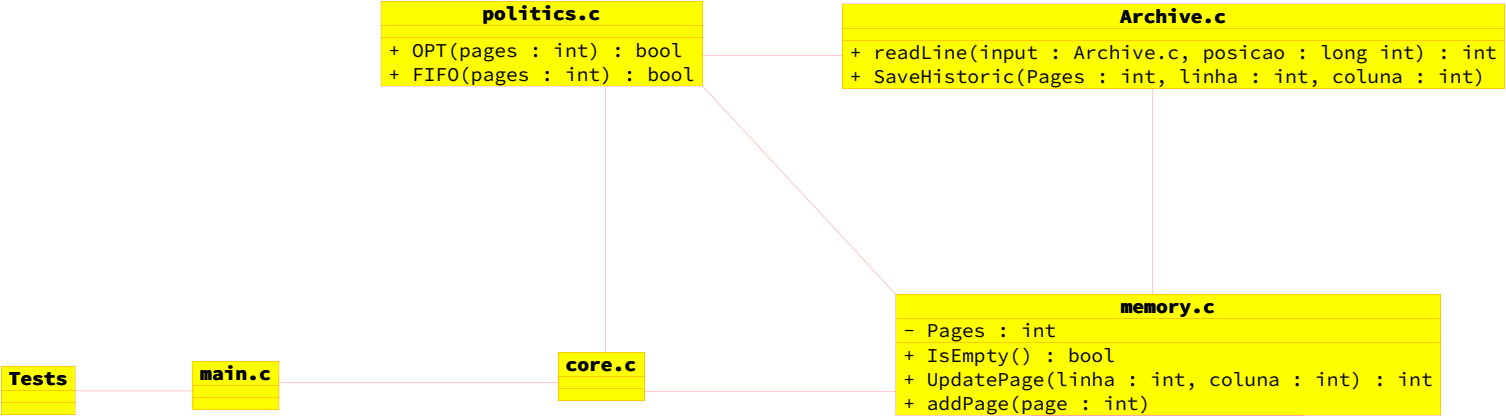 politics.c
+ OPT(pages : int) : bool
+ FIFO(pages : int) : bool
Archive.c
+ readLine(input : Archive.c, posicao : long int) : int
+ SaveHistoric(Pages : int, linha : int, coluna : int)
Tests
main.c
core.c
memory.c
- Pages : int
+ IsEmpty() : bool
+ UpdatePage(linha : int, coluna : int) : int
+ addPage(page : int)